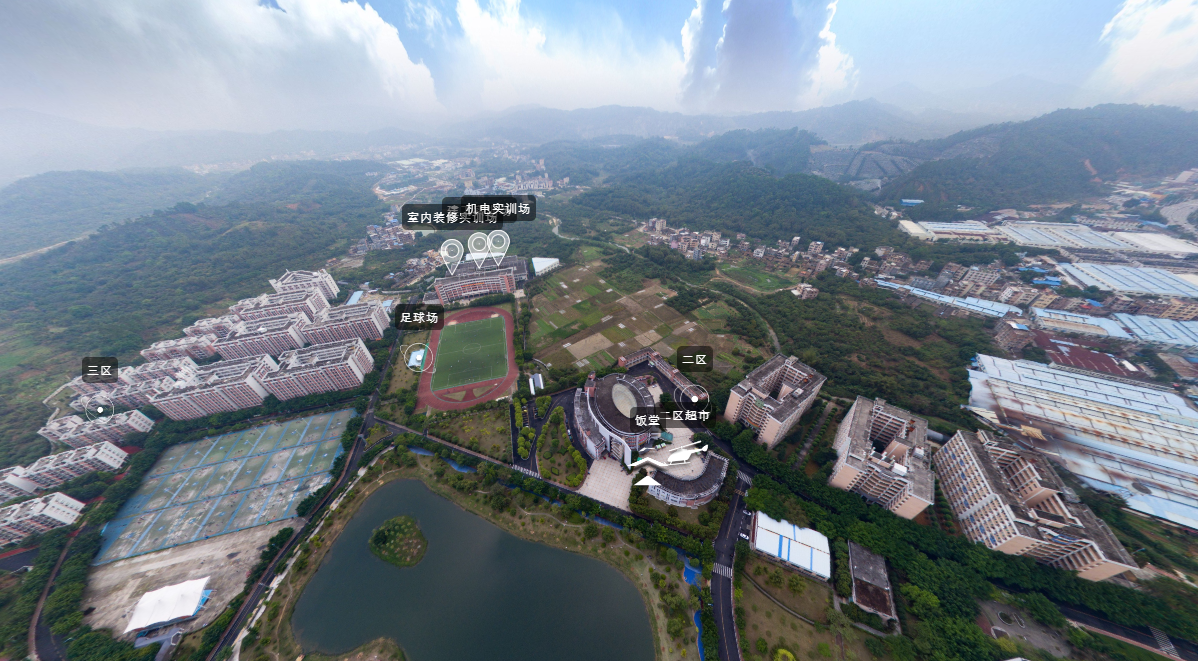 机电实训场
室内装修实训场
足球场
二区
三区
饭堂
二区超市